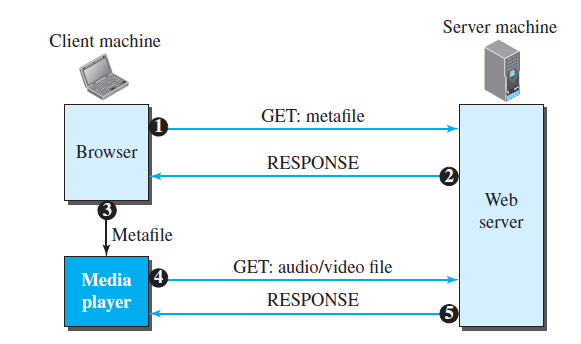 Client machine
Server machine
1
GET: metafile
Browser
RESPONSE
2
3
Metafile
Web
server
4
GET: audio/video file
Media
player
RESPONSE
5